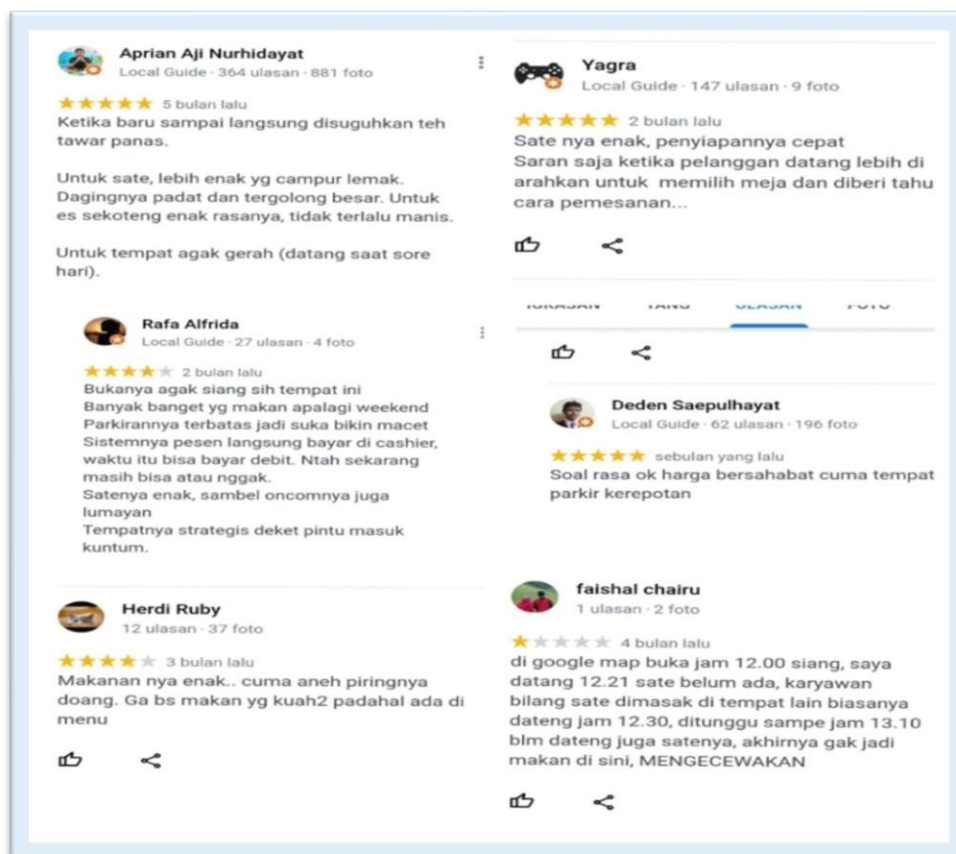 Aprian Aji Nurhidayat
Local Guide · 364 ulasan · 881 foto
5 bulan lalu
Ketika baru sampai langsung disuguhkan teh
tawar panas.
Untuk sate, lebih enak yg campur lemak.
Dagingnya padat dan tergolong besar. Untuk
es sekoteng enak rasanya, tidak terlalu manis.
Untuk tempat agak gerah (datang saat sore
hari).
Rafa Alfrida
Local Guide · 27 ulasan · 4 foto
2 bulan lalu
Bukanya agak siang sih tempat ini
Banyak banget yg makan apalagi weekend
Parkirannya terbatas jadi suka bikin macet
Sistemnya pesen langsung bayar di cashier,
waktu itu bisa bayar debit. Ntah sekarang
masih bisa atau nggak.
Satenya enak, sambel oncomnya juga
lumayan
Tempatnya strategis deket pintu masuk
kuntum.
Herdi Ruby
12 ulasan · 37 foto
3 bulan lalu
Makanan nya enak.. cuma aneh piringnya
doang. Ga bs makan yg kuah2 padahal ada di
menu
Yagra
Local Guide · 147 ulasan · 9 foto
2 bulan lalu
Sate nya enak, penyiapannya cepat
Saran saja ketika pelanggan datang lebih di
arahkan untuk memilih meja dan diberi tahu
cara pemesanan...
ULASAN FOTO
Deden Saepulhayat
Local Guide · 62 ulasan · 196 foto
sebulan yang lalu
Soal rasa ok harga bersahabat cuma tempat
parkir kerepotan
faishal chairu
1 ulasan · 2 foto
4 bulan lalu
di google map buka jam 12.00 siang, saya
datang 12.21 sate belum ada, karyawan
bilang sate dimasak di tempat lain biasanya
dateng jam 12.30, ditunggu sampe jam 13.10
blm dateng juga satenya, akhirnya gak jadi
makan di sini, MENGECEWAKAN